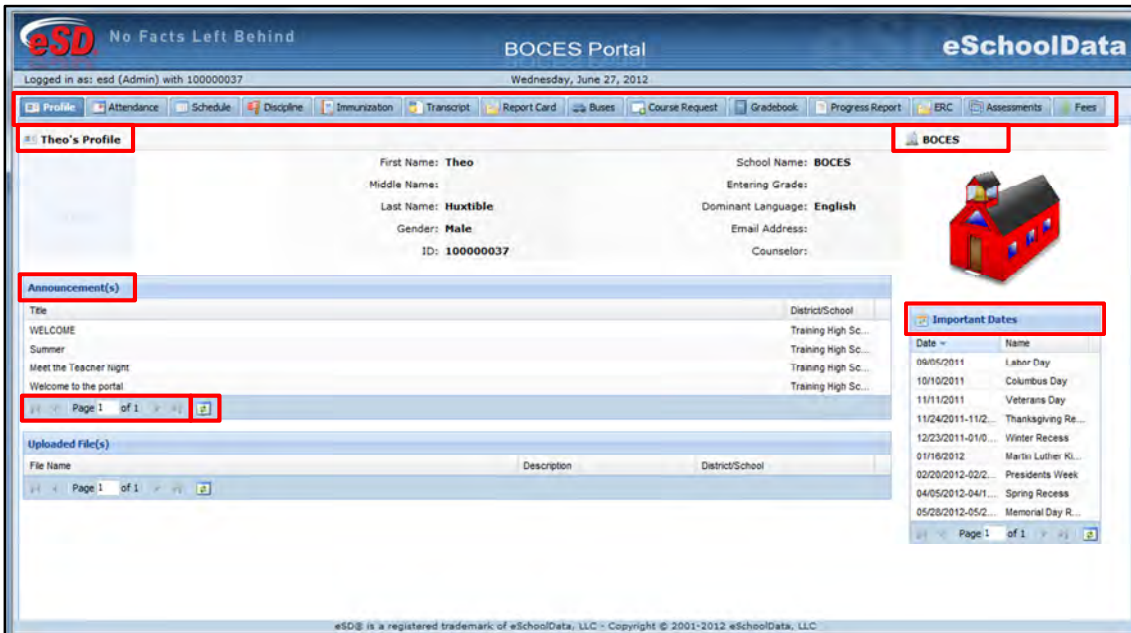 eSD No Facts Left Behind BOCES Portal eSchoolData
Logged in as: esd (Admin) with 100000037 Wednesday, June 27, 2012
Profile Attendance Schedule Discipline Immunization Transcript Report Card Buses Course Request Gradebook Progress Report ERC Assessments Fees
Theo's Profile
First Name: Theo School Name: BOCES
Middle Name: Entering Grade:
Last Name: Huxtible Dominant Language: English
Gender: Male Email Address:
ID: 100000037 Counselor:
Announcement(s)
Title District/School
WELCOME Training High Sc...
Summer Training High Sc...
Meet the Teacher Night Training High Sc...
Welcome to the portal Training High Sc...
Page 1 of 1
Uploaded File(s)
File Name Description District/School
Page 1 of 1
BOCES
Important Dates
Date Name
09/05/2011 Labor Day
10/10/2011 Columbus Day
11/11/2011 Veterans Day
11/24/2011-11/2... Thanksgiving Re...
12/23/2011-01/0... Winter Recess
01/16/2012 Martin Luther Ki...
02/20/2012-02/2... Presidents Week
04/05/2012-04/1... Spring Recess
05/28/2012-05/2... Memorial Day R...
Page 1 of 1
eSD® is a registered trademark of eSchoolData, LLC - Copyright © 2001-2012 eSchoolData, LLC